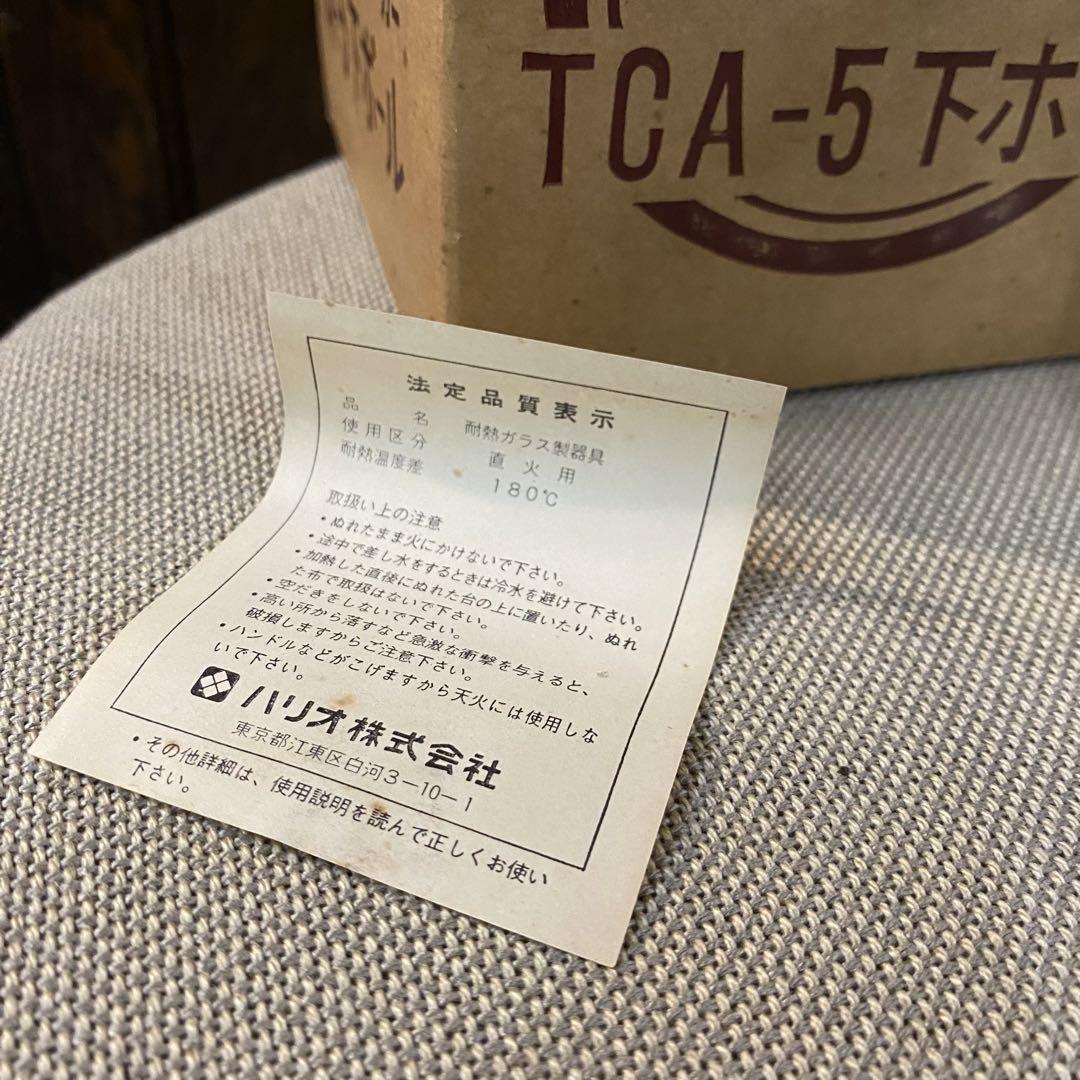 TCA-5下ホ
ール
法定品質表示
品名 耐熱ガラス製器具
使用区分 直火用
耐熱温度差 180℃
取扱い上の注意
・ぬれたまま火にかけないで下さい。
・途中で差し水をするときは冷水を避けて下さい。
・加熱した直後にぬれた台の上に置いたり、ぬれ
た布で取扱はないで下さい。
・空だきをしないで下さい。
・高い所から落すなど急激な衝撃を与えると、
破損しますからご注意下さい。
・ハンドルなどがこげますから天火には使用しな
いで下さい。
ハリオ株式会社
東京都江東区白河3-10-1
・その他詳細は、使用説明を読んで正しくお使い
下さい。